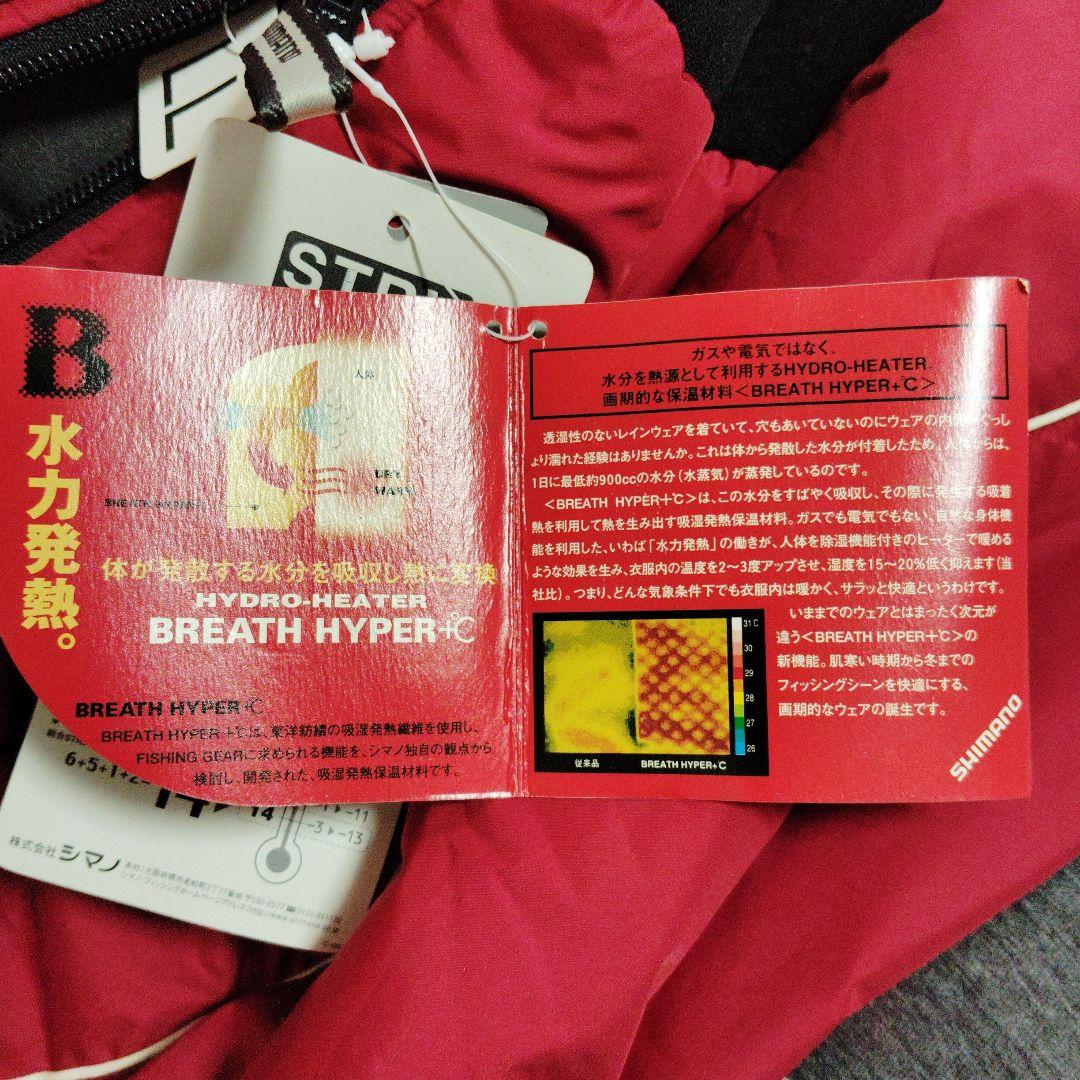 STR
B
水力発熱。
人体
DRY
WARM
BREATH HYPER+℃
体が発散する水分を吸収し熱に変換
HYDRO-HEATER
BREATH HYPER+℃
BREATH HYPER+℃
BREATH HYPER+℃は、東洋紡績の吸湿発熱繊維を使用し、
FISHING GEARに求められる機能を、シマノ独自の観点から
検討し、開発された、吸湿発熱保温材料です。
ガスや電気ではなく、
水分を熱源として利用するHYDRO-HEATER
画期的な保温材料<BREATH HYPER+℃>
透湿性のないレインウェアを着ていて、穴もあいていないのにウェアの内側がぐっし
ょり濡れた経験はありませんか。これは体から発散した水分が付着したため。人体からは、
1日に最低約900ccの水分(水蒸気)が蒸発しているのです。
<BREATH HYPER+℃>は、この水分をすばやく吸収し、その際に発生する吸着
熱を利用して熱を生み出す吸湿発熱保温材料。ガスでも電気でもない、自然な身体機
能を利用した、いわば「水力発熱」の働きが、人体を除湿機能付きのヒーターで暖める
ような効果を生み、衣服内の温度を2~3度アップさせ、湿度を15~20%低く抑えます(当
社比)。つまり、どんな気象条件下でも衣服内は暖かく、サラッと快適というわけです。
いままでのウェアとはまったく次元が
違う<BREATH HYPER+℃>の
新機能。肌寒い時期から冬までの
フィッシングシーンを快適にする、
画期的なウェアの誕生です。
31℃
30
29
28
27
26
従来品
BREATH HYPER+℃
SHIMANO
6+5+1+2
14
14
-11
-3▶-13
株式会社シマノ